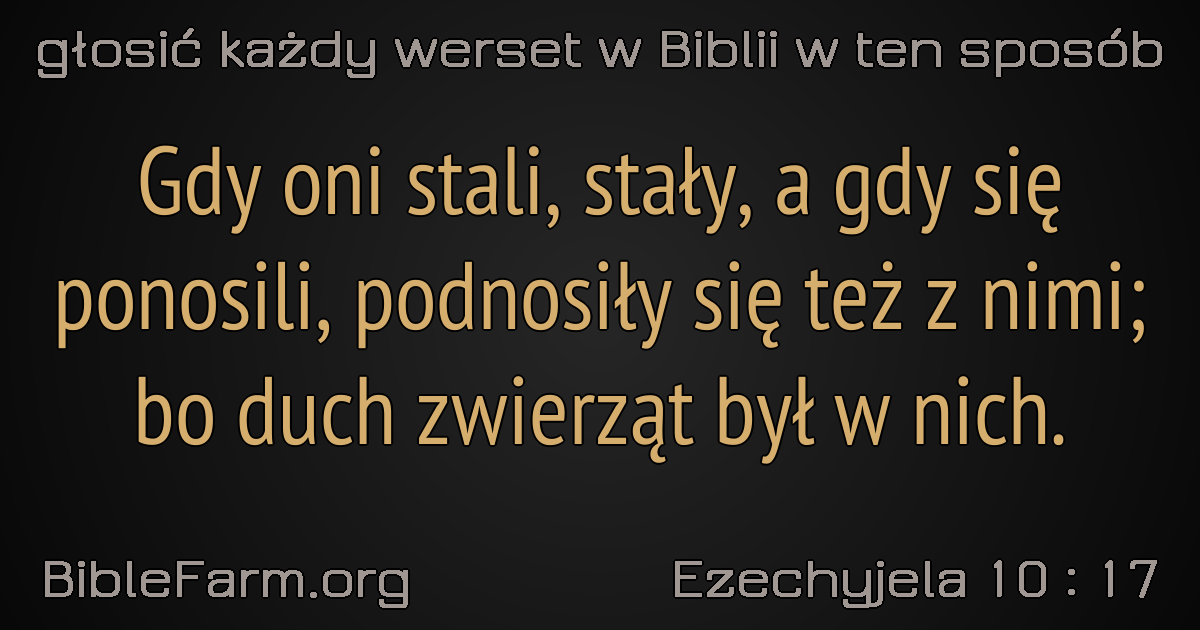 głosić każdy werset w Biblii w ten sposób
Gdy oni stali, stały, a gdy się
ponosili, podnosiły się też z nimi;
bo duch zwierząt był w nich.
BibleFarm.org
Ezechyjela 10 : 17